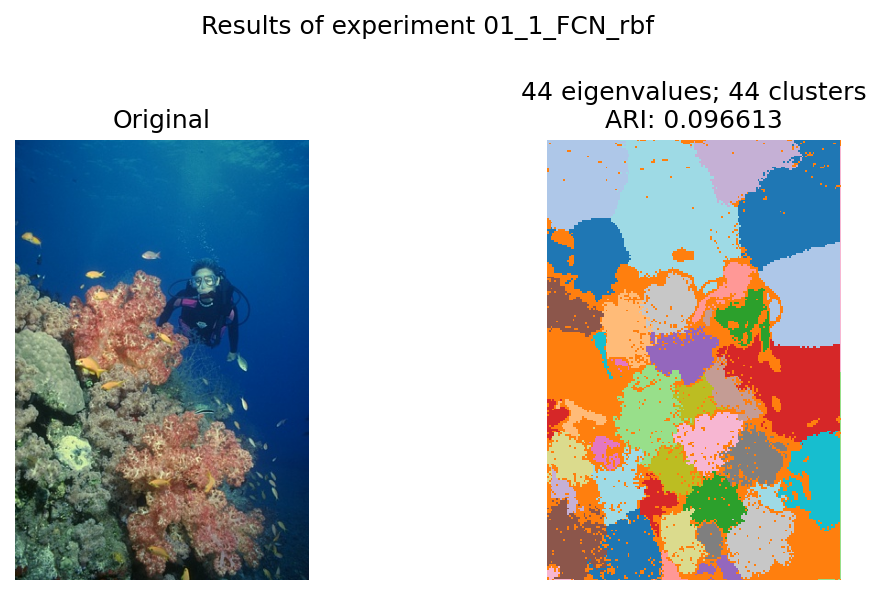 Results of experiment 01_1_FCN_rbf
Original
44 eigenvalues; 44 clusters
ARI: 0.096613